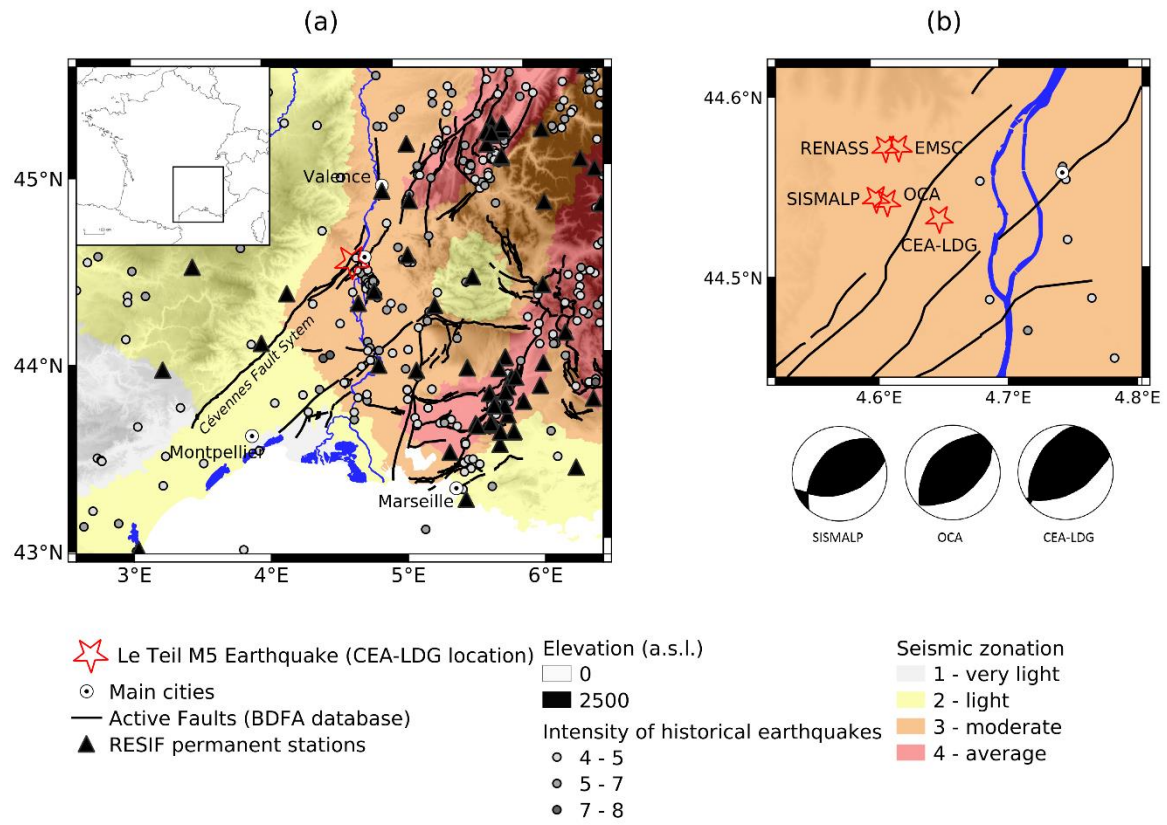 (a)
(b)
45°N
44°N
43°N
3°E
4°E
5°E
6°E
Valence
Cévennes Fault Sytem
Montpellier
Marseille
44.6°N
44.5°N
4.6°E
4.7°E
4.8°E
RENASS
EMSC
SISMALP
OCA
CEA-LDG
SISMALP
OCA
CEA-LDG
Le Teil M5 Earthquake (CEA-LDG location)
Main cities
Active Faults (BDFA database)
RESIF permanent stations
Elevation (a.s.l.)
0
2500
Intensity of historical earthquakes
4 - 5
5 - 7
7 - 8
Seismic zonation
1 - very light
2 - light
3 - moderate
4 - average